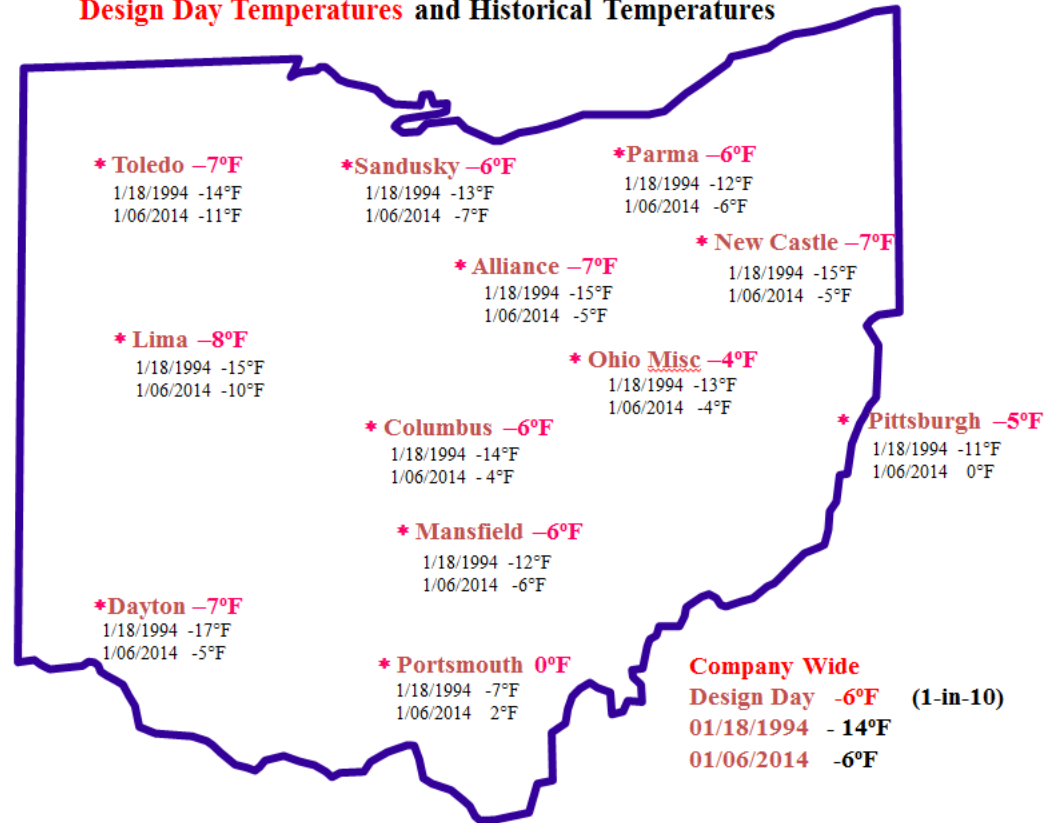 Design Day Temperatures and Historical Temperatures
* Toledo –7ºF
1/18/1994 -14°F
1/06/2014 -11°F
*Sandusky –6ºF
1/18/1994 -13°F
1/06/2014 -7°F
*Parma –6ºF
1/18/1994 -12°F
1/06/2014 -6°F
* New Castle –7ºF
1/18/1994 -15°F
1/06/2014 -5°F
* Alliance –7ºF
1/18/1994 -15°F
1/06/2014 -5°F
* Lima –8ºF
1/18/1994 -15°F
1/06/2014 -10°F
* Ohio Misc –4ºF
1/18/1994 -13°F
1/06/2014 -4°F
* Columbus –6ºF
1/18/1994 -14°F
1/06/2014 - 4°F
* Pittsburgh –5ºF
1/18/1994 -11°F
1/06/2014 0°F
* Mansfield –6ºF
1/18/1994 -12°F
1/06/2014 -6°F
*Dayton –7ºF
1/18/1994 -17°F
1/06/2014 -5°F
* Portsmouth 0ºF
1/18/1994 -7°F
1/06/2014 2°F
Company Wide
Design Day -6ºF (1-in-10)
01/18/1994 - 14ºF
01/06/2014 -6ºF